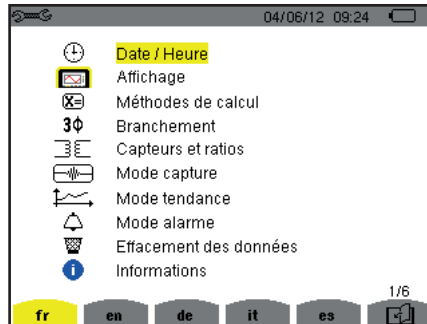 04/06/12 09:24
Date / Heure
Affichage
X= Méthodes de calcul
3Φ Branchement
Capteurs et ratios
Mode capture
Mode tendance
Mode alarme
Effacement des données
i Informations
1/6
fr en de it es